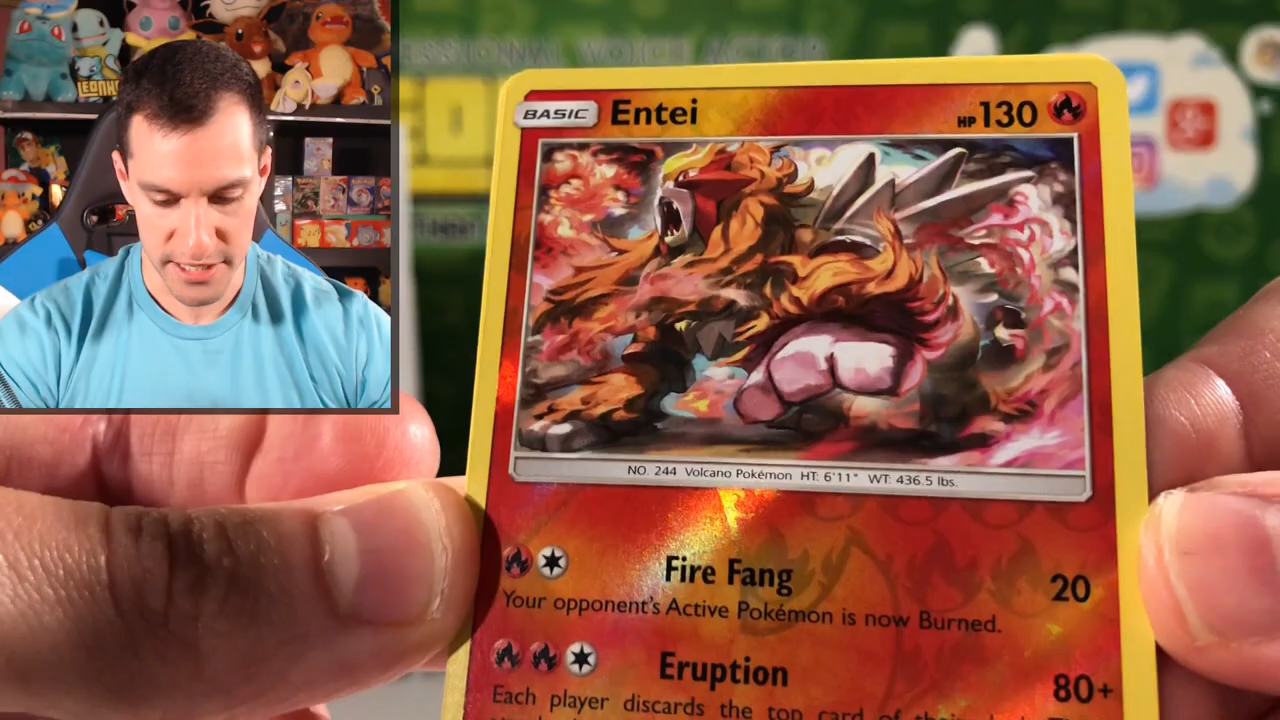 LEONH
BASIC Entei HP 130
NO. 244 Volcano Pokémon HT: 6'11" WT: 436.5 lbs.
Fire Fang 20
Your opponent's Active Pokémon is now Burned.
Eruption 80+
Each player discards the top card of